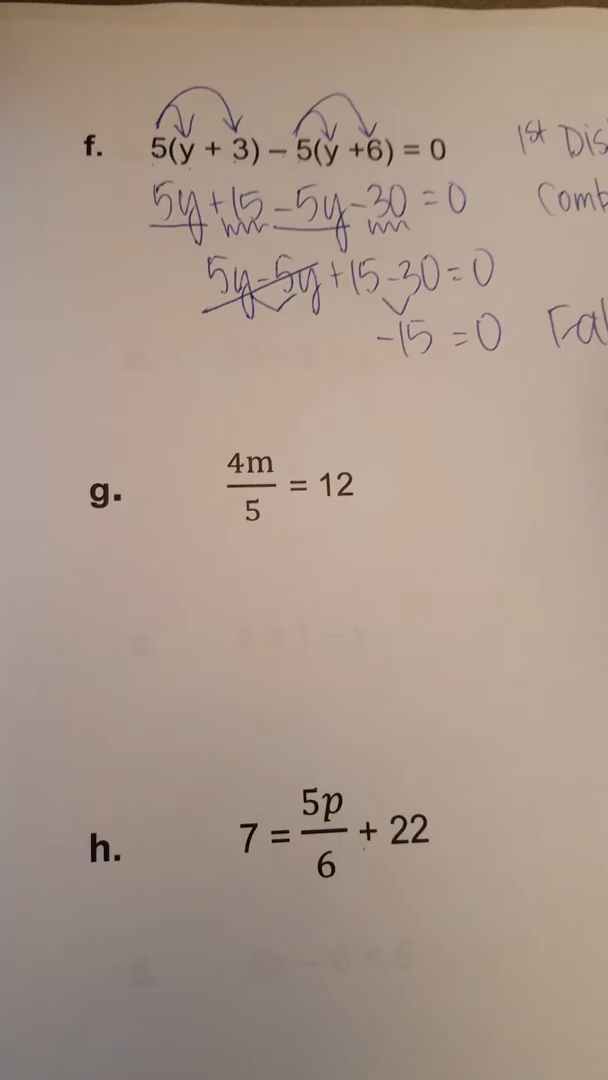 f. 5(y + 3) – 5(y +6) = 0 1st Dis
5y+15-5y-30=0 Comb
5y-5y+15-30=0
-15=0 Fal
g. 4m/5 = 12
h. 7 = 5p/6 + 22